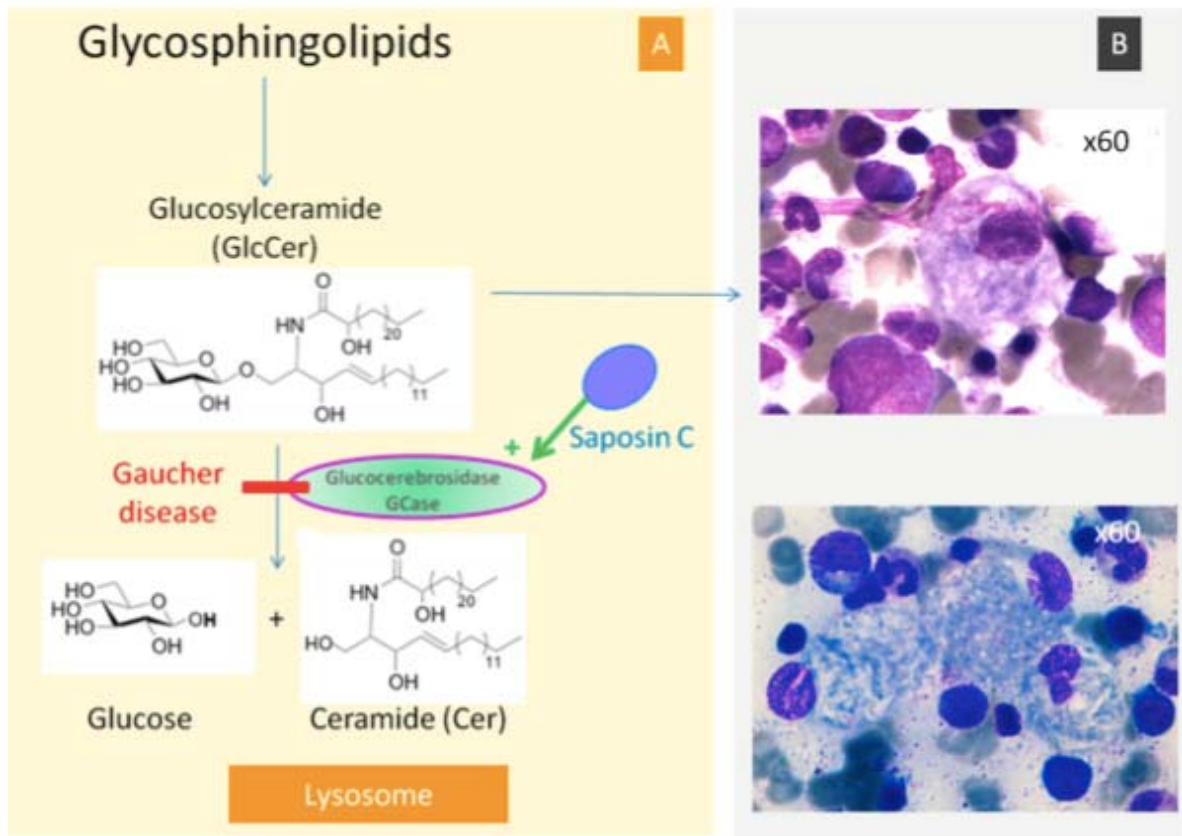 Glycosphingolipids
A
B
x60
Glucosylceramide
(GlcCer)
O
HN
20
OH
HO
HO
HO
O
O
OH
OH
11
+
Saposin C
Gaucher
disease
Glucocerebrosidase
GCase
x60
HO
HO
HO
O
OH
OH
+
O
HN
20
OH
HO
11
OH
Glucose
Ceramide (Cer)
Lysosome